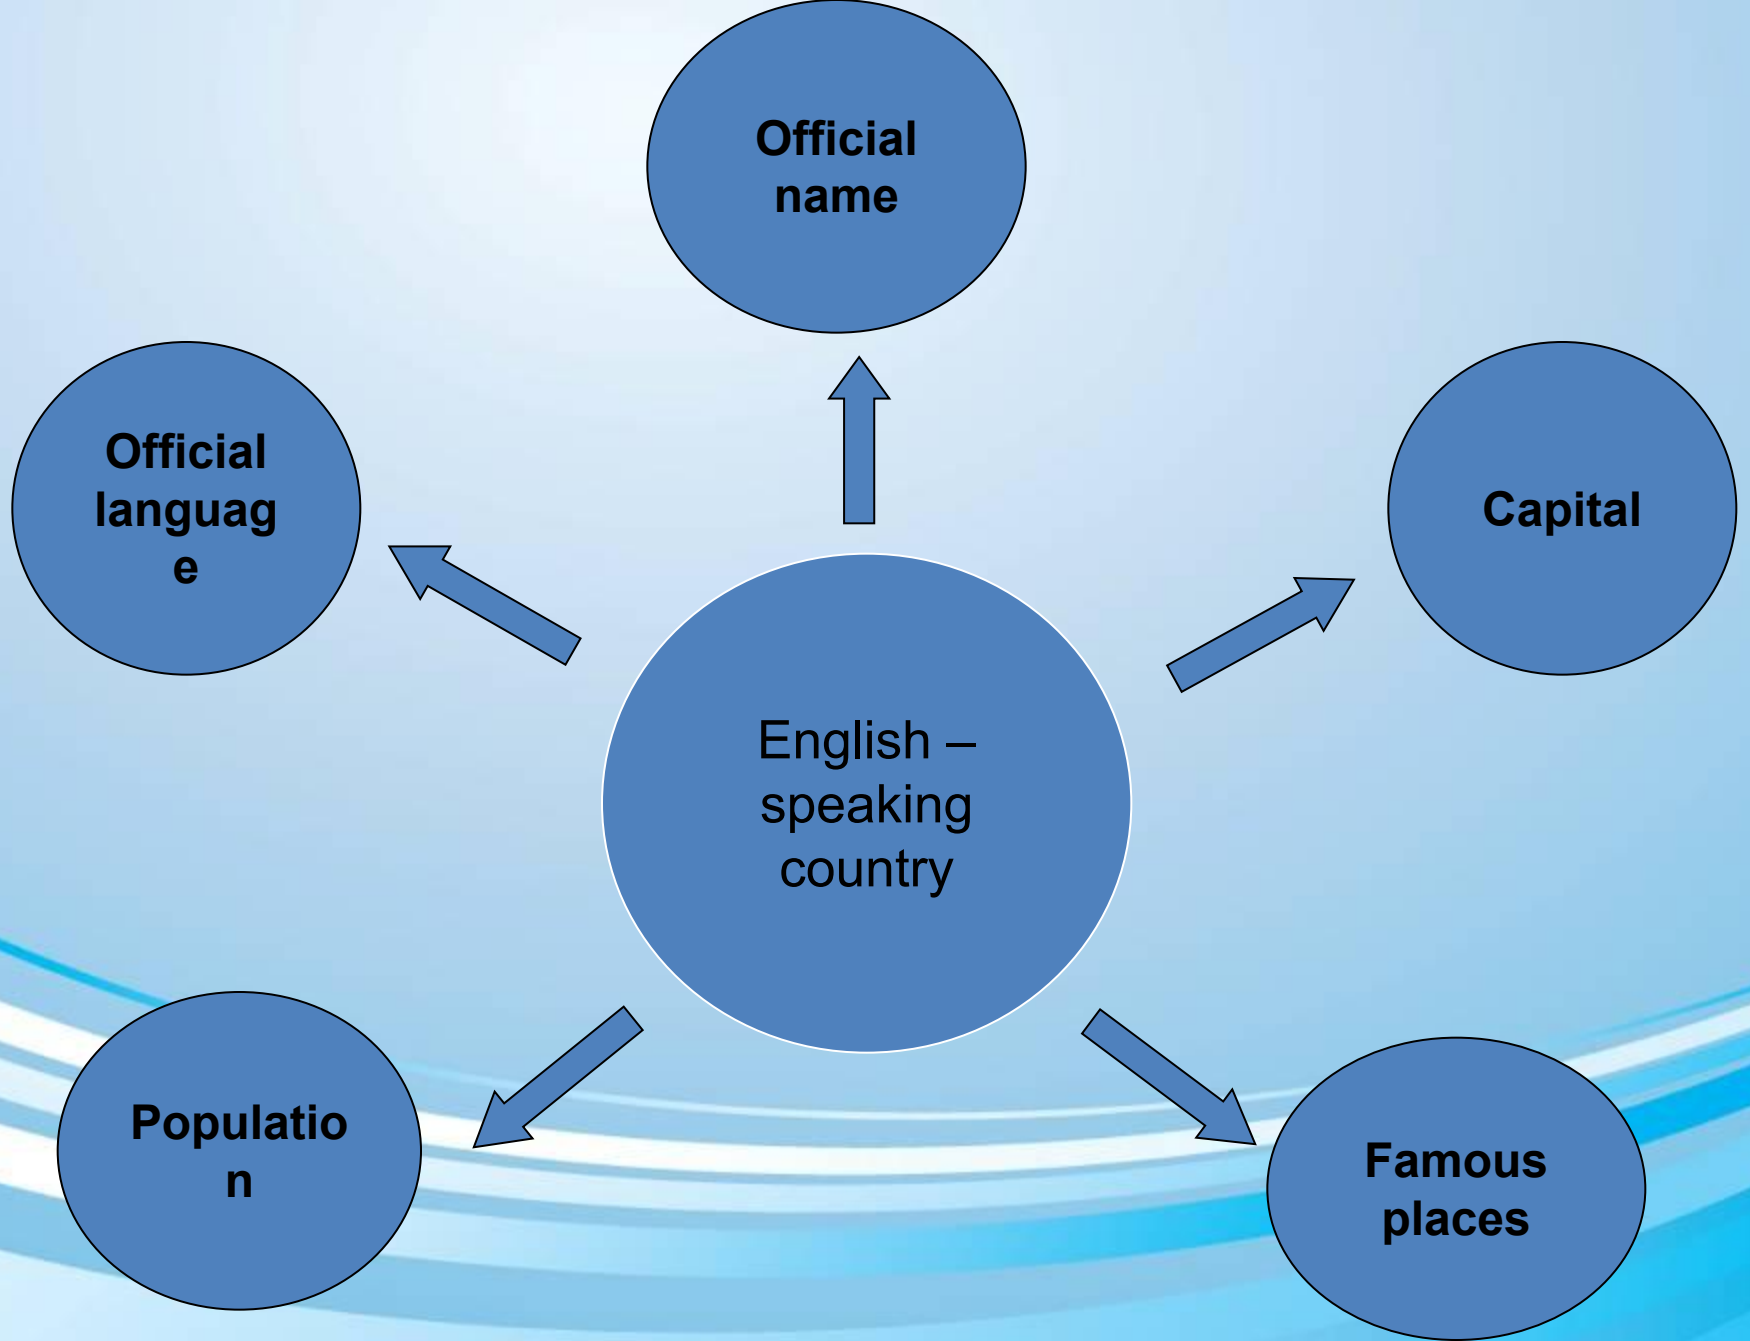 Official
name
Official
languag
e
Capital
English –
speaking
country
Populatio
n
Famous
places